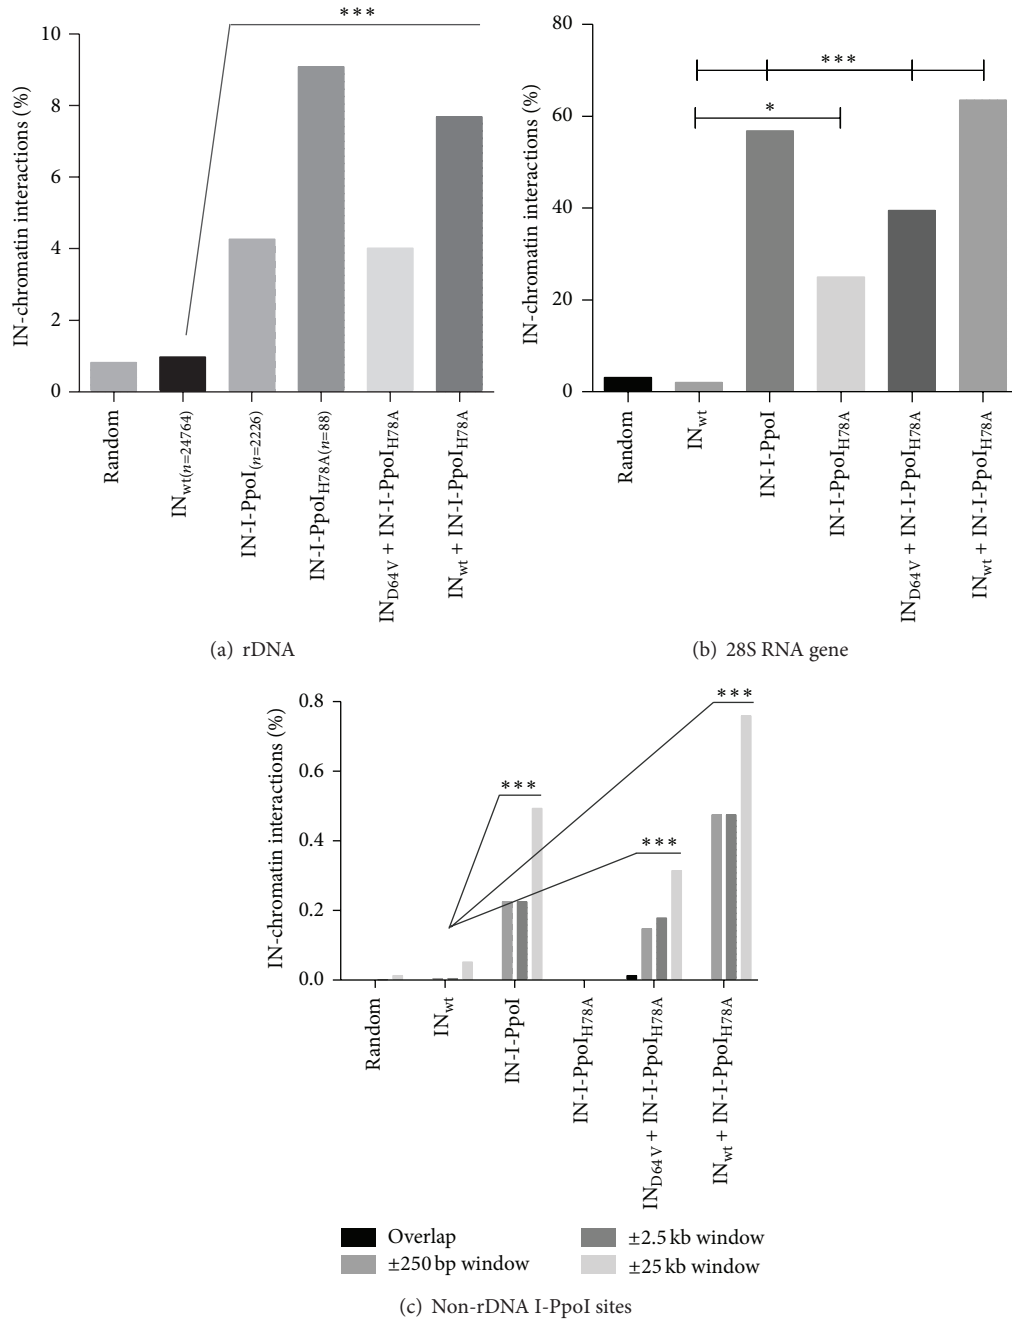 ***
10
8
6
4
2
0
IN-chromatin interactions (%)
Random
INwt(n=24764)
IN-I-PpoI(n=2226)
IN-I-PpoIH78A(n=88)
IND64V + IN-I-PpoIH78A
INwt + IN-I-PpoIH78A
(a) rDNA
80
60
40
20
0
IN-chromatin interactions (%)
***
*
Random
INwt
IN-I-PpoI
IN-I-PpoIH78A
IND64V + IN-I-PpoIH78A
INwt + IN-I-PpoIH78A
(b) 28S RNA gene
0.8
0.6
0.4
0.2
0.0
IN-chromatin interactions (%)
***
***
***
Random
INwt
IN-I-PpoI
IN-I-PpoIH78A
IND64V + IN-I-PpoIH78A
INwt + IN-I-PpoIH78A
Overlap
±250 bp window
±2.5 kb window
±25 kb window
(c) Non-rDNA I-PpoI sites